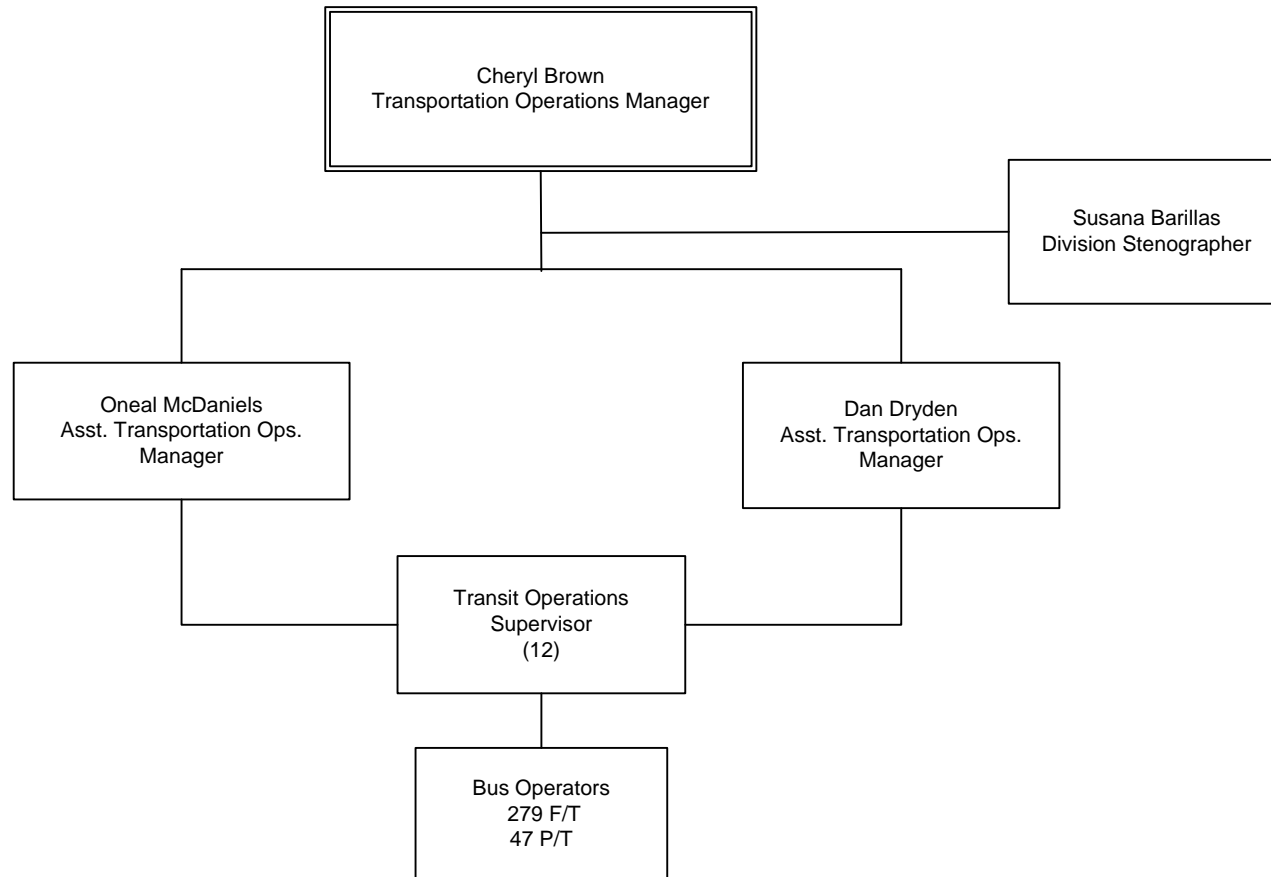 Cheryl Brown
Transportation Operations Manager
Susana Barillas
Division Stenographer
Oneal McDaniels
Asst. Transportation Ops.
Manager
Dan Dryden
Asst. Transportation Ops.
Manager
Transit Operations
Supervisor
(12)
Bus Operators
279 F/T
47 P/T